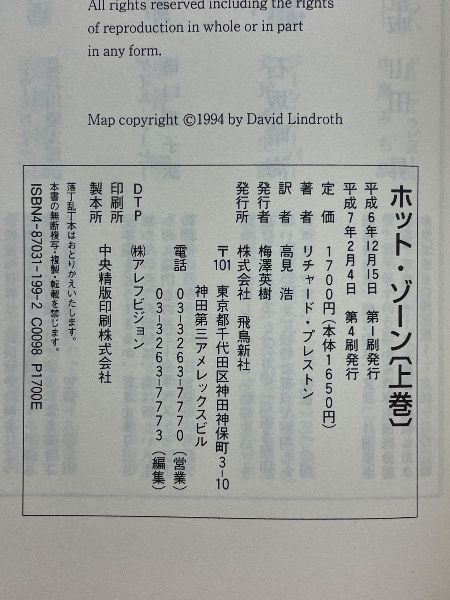 All rights reserved including the rights
of reproduction in whole or in part
in any form.
Map copyright ©1994 by David Lindroth
ホット・ゾーン〔上巻〕
平成6年12月15日　第1刷発行
平成7年2月4日　第4刷発行
定　価　1700円(本体1650円)
著　者　リチャード・プレストン
訳　者　高見　浩
発行者　梅澤英樹
発行所　株式会社　飛鳥新社
〒101　東京都千代田区神田神保町3-10
神田第三アメレックスビル
電話　03-3263-7770(営業)
03-3263-7773(編集)
DTP　㈱アレフビジョン
印刷所
製本所　中央精版印刷株式会社
落丁乱丁本はおとりかえいたします。
本書の無断複写・複製・転載を禁じます。
ISBN4-87031-199-2 C0098 P1700E